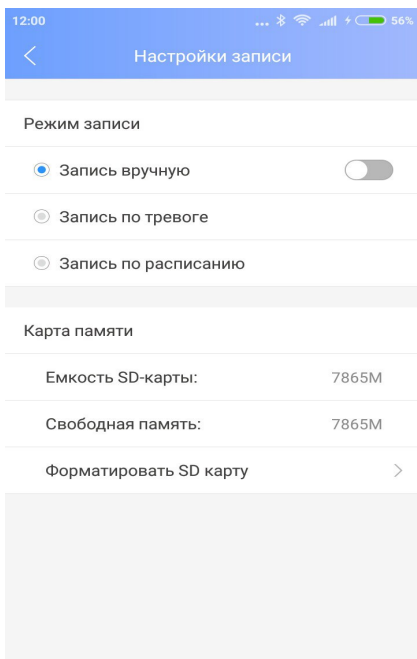 12:00 ... 56%
Настройки записи
Режим записи
Запись вручную
Запись по тревоге
Запись по расписанию
Карта памяти
Емкость SD-карты: 7865M
Свободная память: 7865M
Форматировать SD карту